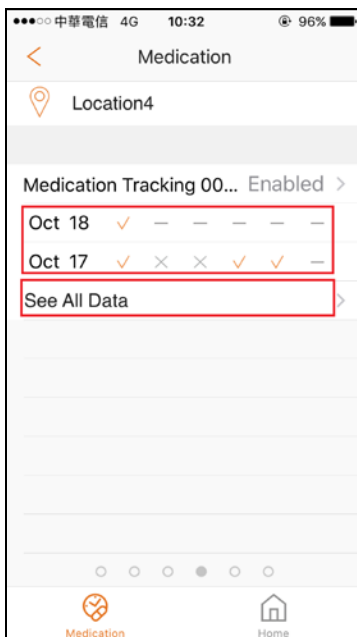 中華電信 4G 10:32 96%
Medication
Location4
Medication Tracking 00... Enabled >
Oct 18 ✓ — — — — —
Oct 17 ✓ × × ✓ ✓ —
See All Data >
Medication Home